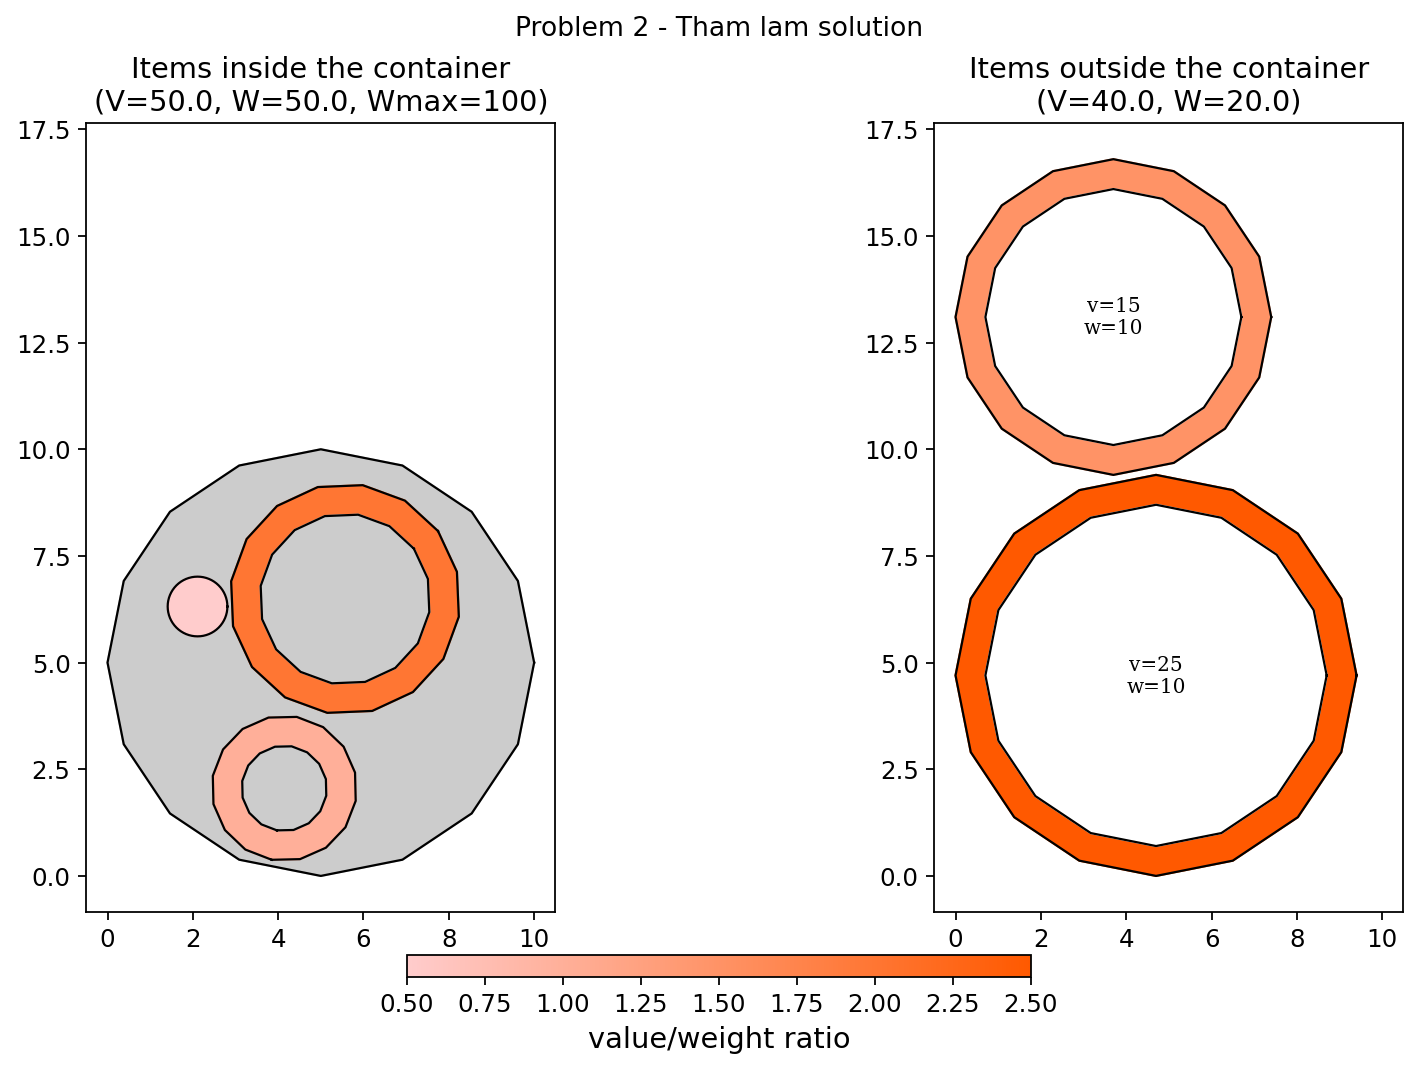 Problem 2 - Tham lam solution
Items inside the container
(V=50.0, W=50.0, Wmax=100)
17.5
15.0
12.5
10.0
7.5
5.0
2.5
0.0
0 2 4 6 8 10
Items outside the container
(V=40.0, W=20.0)
17.5
15.0
12.5
10.0
7.5
5.0
2.5
0.0
v=15
w=10
v=25
w=10
0 2 4 6 8 10
0.50 0.75 1.00 1.25 1.50 1.75 2.00 2.25 2.50
value/weight ratio